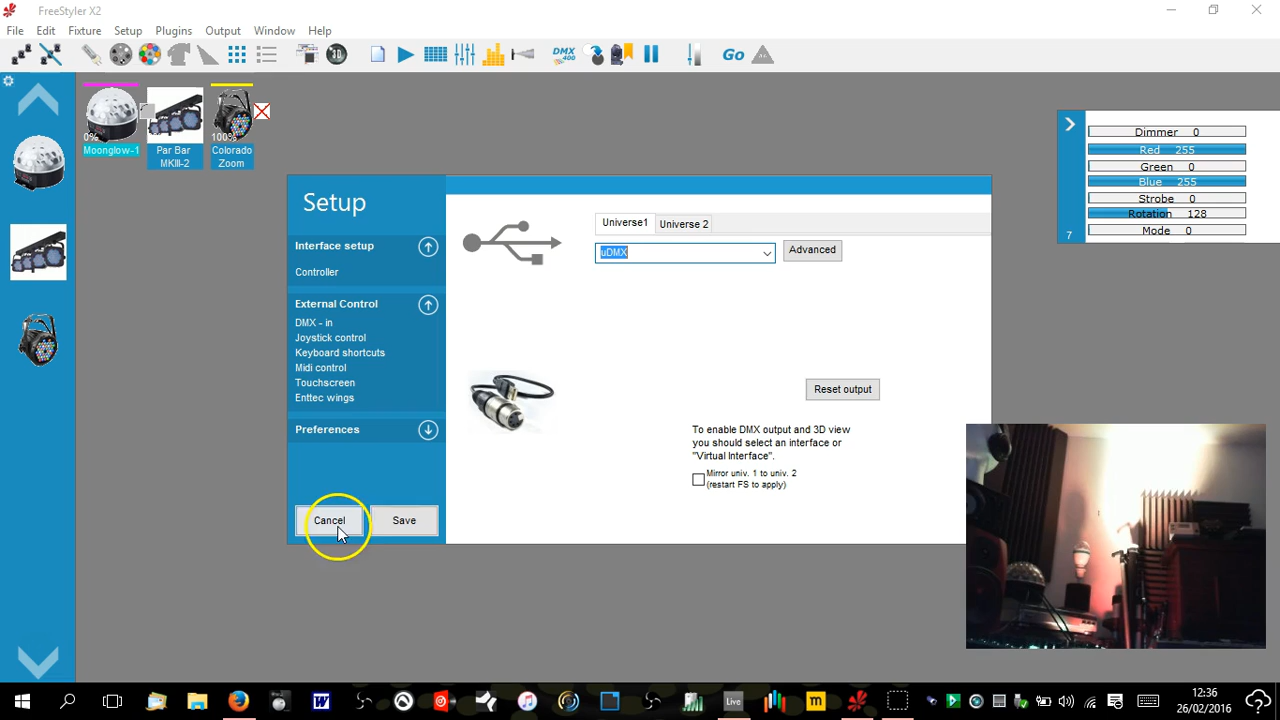 FreeStyler X2
File Edit Fixture Setup Plugins Output Window Help
DMX
400
Go
0%
Moonglow-1
Par Bar
MKIII-2
100%
Colorado
Zoom
Dimmer 0
Red 255
Green 0
Blue 255
Strobe 0
Rotation 128
Mode 0
7
Setup
Interface setup
Controller
External Control
DMX - in
Joystick control
Keyboard shortcuts
Midi control
Touchscreen
Enttec wings
Preferences
Cancel
Save
Universe1
Universe 2
uDMX
Advanced
Reset output
To enable DMX output and 3D view
you should select an interface or
"Virtual Interface".
Mirror univ. 1 to univ. 2
(restart FS to apply)
Live
12:36
26/02/2016